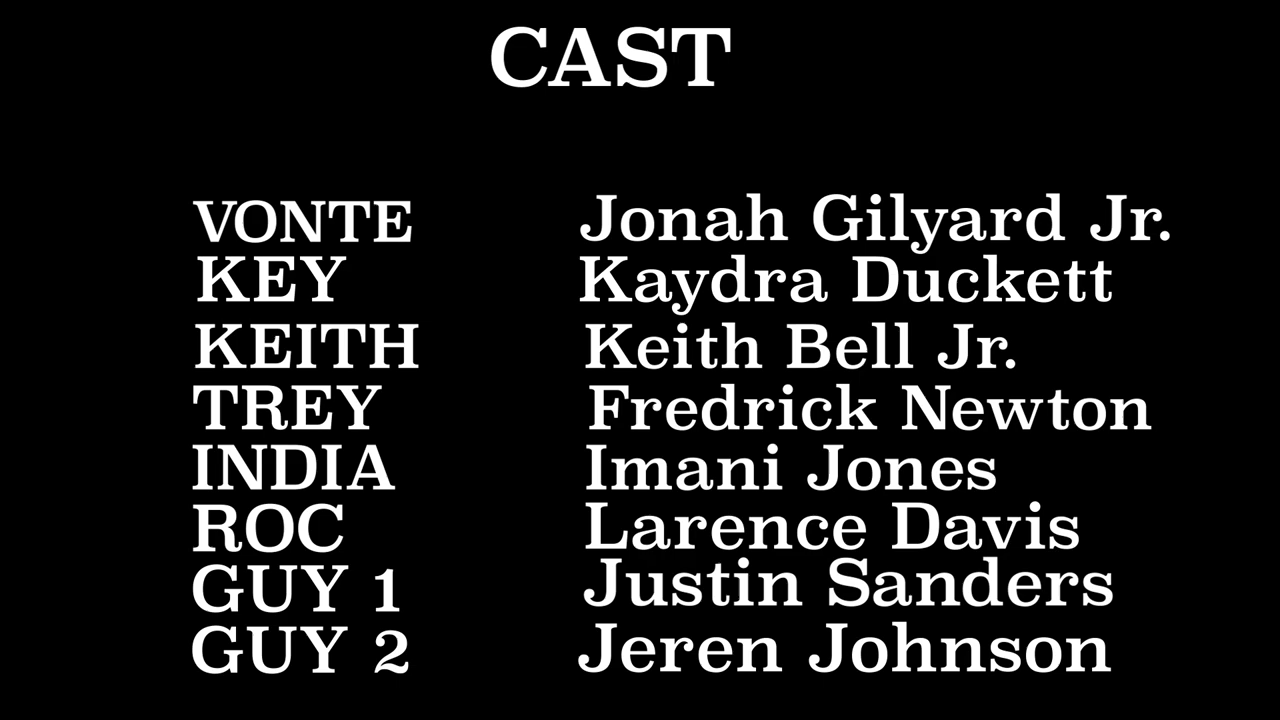 CAST
VONTE Jonah Gilyard Jr.
KEY Kaydra Duckett
KEITH Keith Bell Jr.
TREY Fredrick Newton
INDIA Imani Jones
ROC Larence Davis
GUY 1 Justin Sanders
GUY 2 Jeren Johnson